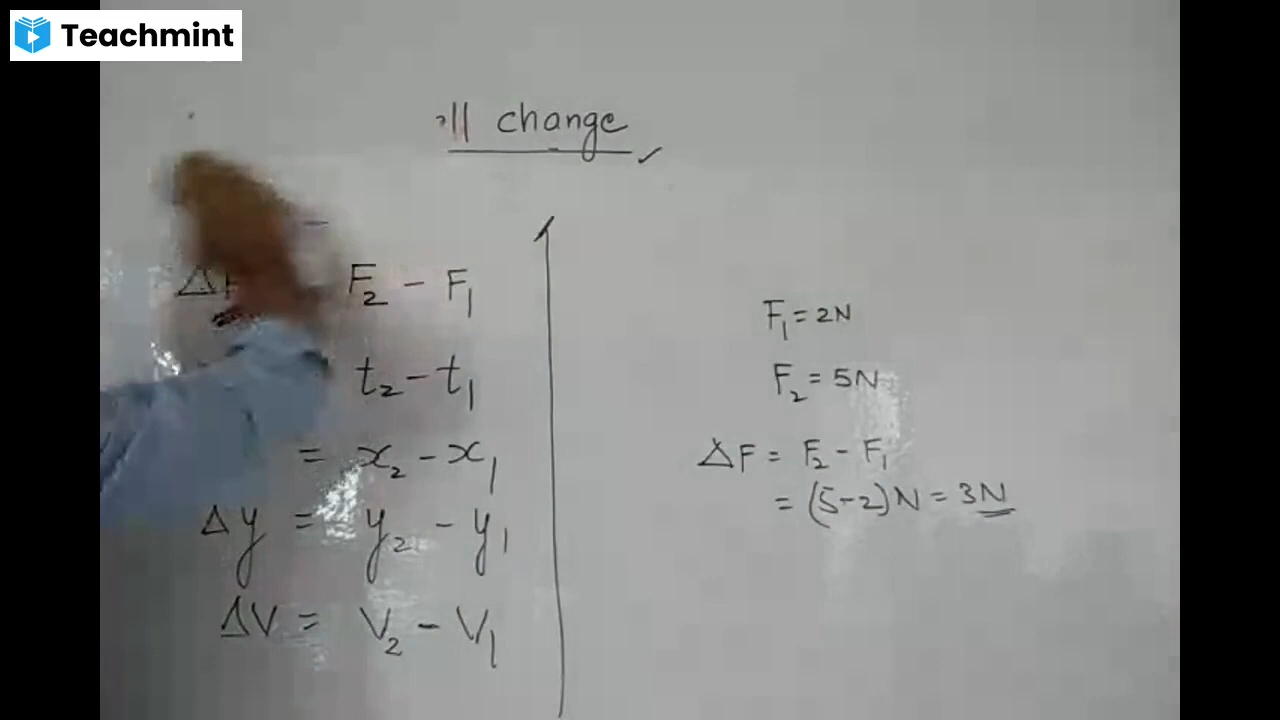 Teachmint
change
F₂ - F₁
t₂ - t₁
= x₂ - x₁
Δy = y₂ - y₁
ΔV = V₂ - V₁
F₁ = 2N
F₂ = 5N
ΔF = F₂ - F₁
= (5-2)N = 3N